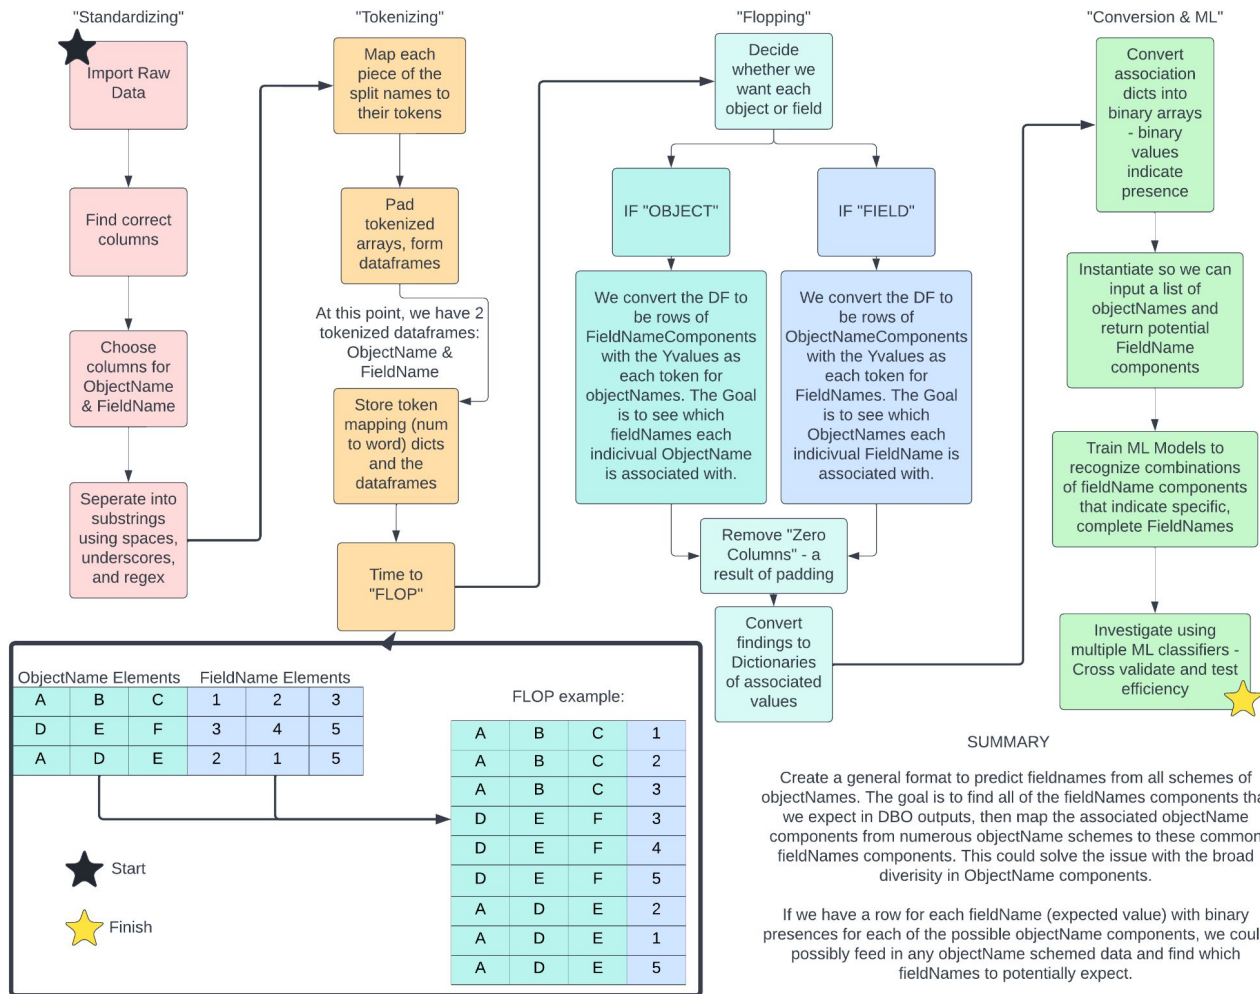 "Standardizing"
Import Raw
Data
Find correct
columns
Choose
columns for
ObjectName
& FieldName
Seperate into
substrings
using spaces,
underscores,
and regex
"Tokenizing"
Map each
piece of the
split names to
their tokens
Pad
tokenized
arrays, form
dataframes
At this point, we have 2
tokenized dataframes:
ObjectName &
FieldName
Store token
mapping (num
to word) dicts
and the
dataframes
Time to
"FLOP"
"Flopping"
Decide
whether we
want each
object or field
IF "OBJECT"
We convert the DF to
be rows of
FieldNameComponents
with the Yvalues as
each token for
objectNames. The Goal
is to see which
fieldNames each
indicivual ObjectName
is associated with.
IF "FIELD"
We convert the DF to
be rows of
ObjectNameComponents
with the Yvalues as
each token for
FieldNames. The Goal
is to see which
ObjectNames each
indicivual FieldName is
associated with.
Remove "Zero
Columns" - a
result of padding
Convert
findings to
Dictionaries
of associated
values
"Conversion & ML"
Convert
association
dicts into
binary arrays
- binary
values
indicate
presence
Instantiate so we can
input a list of
objectNames and
return potential
FieldName
components
Train ML Models to
recognize combinations
of fieldName components
that indicate specific,
complete FieldNames
Investigate using
multiple ML classifiers -
Cross validate and test
efficiency
ObjectName Elements FieldName Elements
A B C 1 2 3
D E F 3 4 5
A D E 2 1 5
FLOP example:
A B C 1
A B C 2
A B C 3
D E F 3
D E F 4
D E F 5
A D E 2
A D E 1
A D E 5
Start
Finish
SUMMARY
Create a general format to predict fieldnames from all schemes of
objectNames. The goal is to find all of the fieldNames components tha
we expect in DBO outputs, then map the associated objectName
components from numerous objectName schemes to these common
fieldNames components. This could solve the issue with the broad
diverisity in ObjectName components.
If we have a row for each fieldName (expected value) with binary
presences for each of the possible objectName components, we coul
possibly feed in any objectName schemed data and find which
fieldNames to potentially expect.